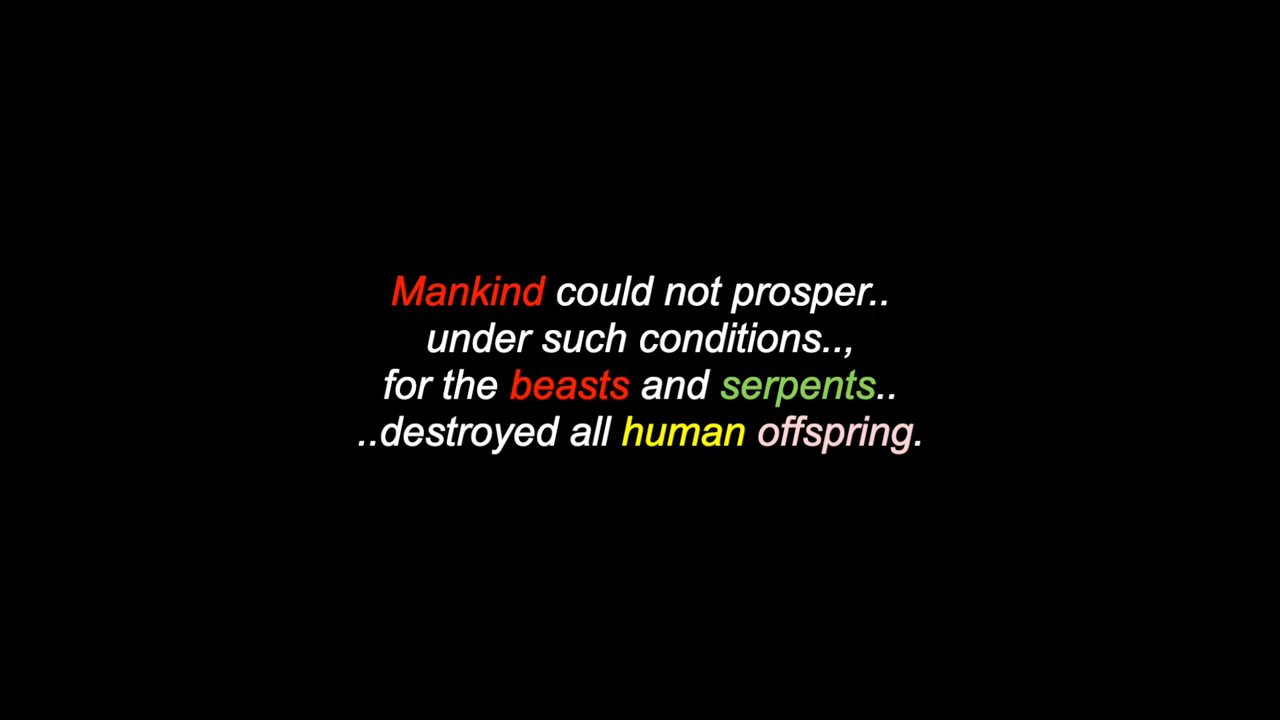 Mankind could not prosper..
under such conditions..,
for the beasts and serpents..
..destroyed all human offspring.